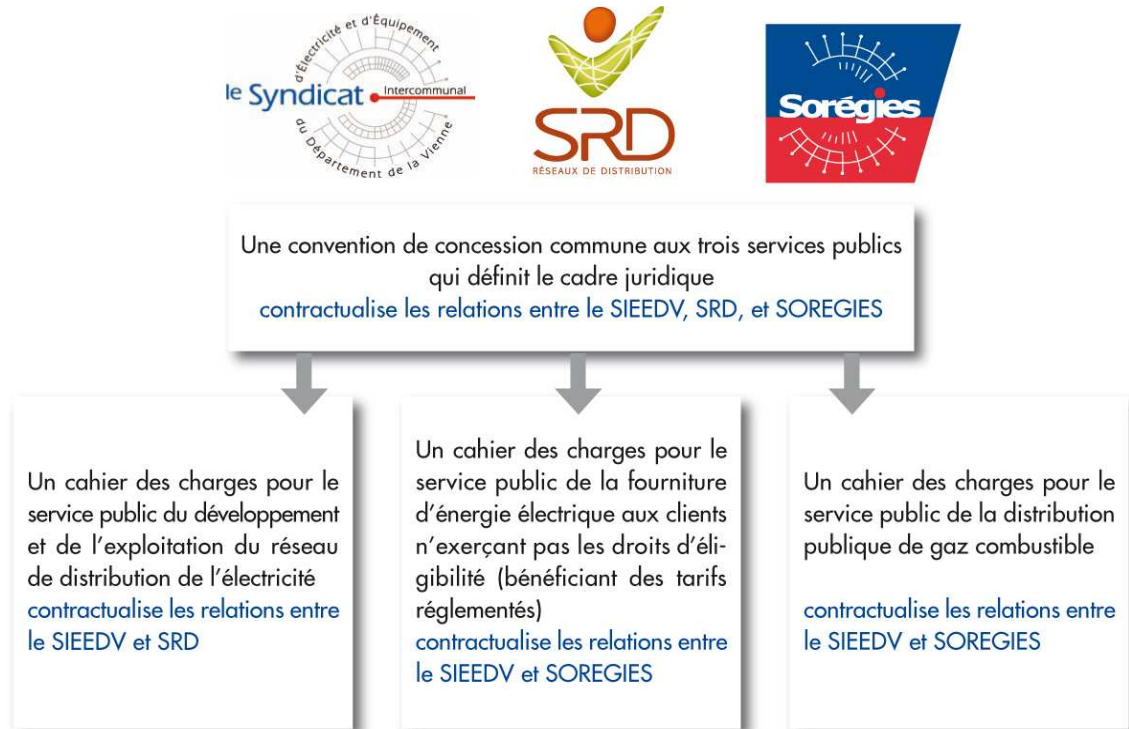 d'Électricité et d'Équipement
le Syndicat Intercommunal
du Département de la Vienne
SRD
RÉSEAUX DE DISTRIBUTION
Sorégies
Une convention de concession commune aux trois services publics
qui définit le cadre juridique
contractualise les relations entre le SIEEDV, SRD, et SOREGIES
Un cahier des charges pour le
service public du développement
et de l'exploitation du réseau
de distribution de l'électricité
contractualise les relations entre
le SIEEDV et SRD
Un cahier des charges pour le
service public de la fourniture
d'énergie électrique aux clients
n'exerçant pas les droits d'éli-
gibilité (bénéficiant des tarifs
réglementés)
contractualise les relations entre
le SIEEDV et SOREGIES
Un cahier des charges pour le
service public de la distribution
publique de gaz combustible
contractualise les relations entre
le SIEEDV et SOREGIES